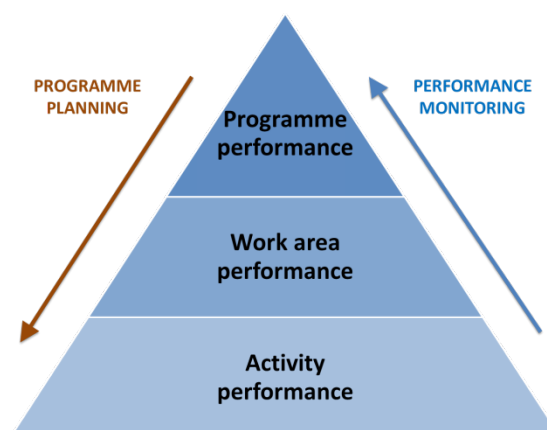 PROGRAMME
PLANNING
PERFORMANCE
MONITORING
Programme
performance
Work area
performance
Activity
performance